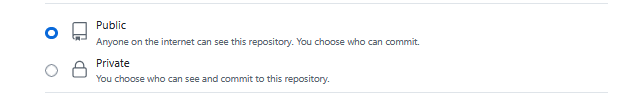 Public
Anyone on the internet can see this repository. You choose who can commit.
Private
You choose who can see and commit to this repository.